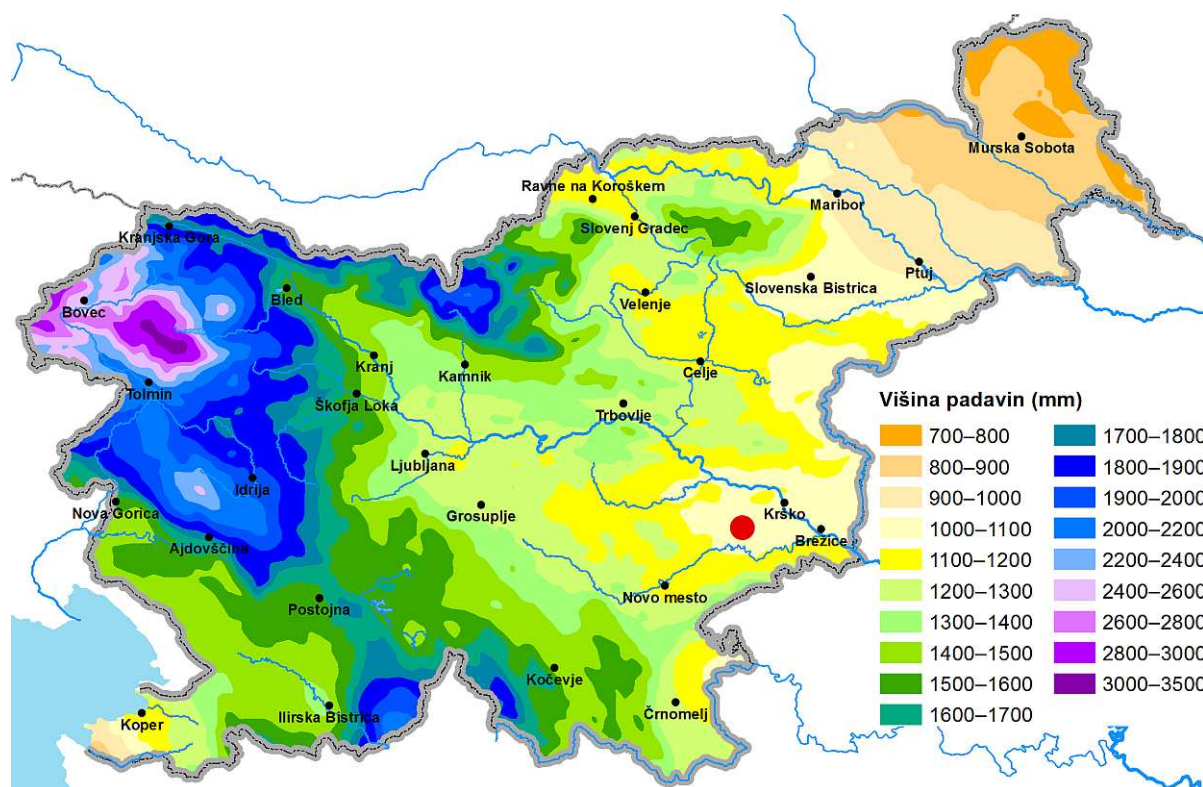 Murska Sobota
Ravne na Koroškem
Maribor
Slovenj Gradec
Kranjska Gora
Ptuj
Slovenska Bistrica
Velenje
Bled
Bovec
Kranj
Kamnik
Celje
Tolmin
Škofja Loka
Trbovlje
Ljubljana
Idrija
Nova Gorica
Grosuplje
Krško
Brežice
Ajdovščina
Novo mesto
Postojna
Kočevje
Črnomelj
Koper
Ilirska Bistrica
Višina padavin (mm)
700–800
800–900
900–1000
1000–1100
1100–1200
1200–1300
1300–1400
1400–1500
1500–1600
1600–1700
1700–1800
1800–1900
1900–2000
2000–2200
2200–2400
2400–2600
2600–2800
2800–3000
3000–3500